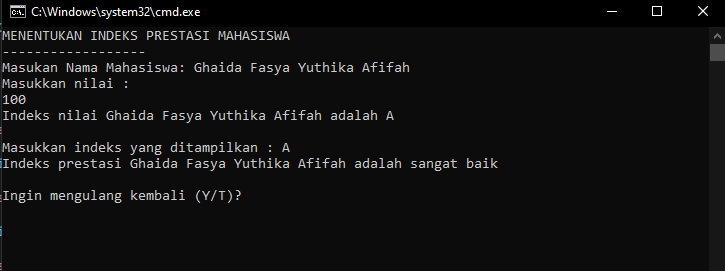 C:\Windows\system32\cmd.exe
MENENTUKAN INDEKS PRESTASI MAHASISWA
------------------
Masukan Nama Mahasiswa: Ghaida Fasya Yuthika Afifah
Masukkan nilai :
100
Indeks nilai Ghaida Fasya Yuthika Afifah adalah A
Masukkan indeks yang ditampilkan : A
Indeks prestasi Ghaida Fasya Yuthika Afifah adalah sangat baik
Ingin mengulang kembali (Y/T)?